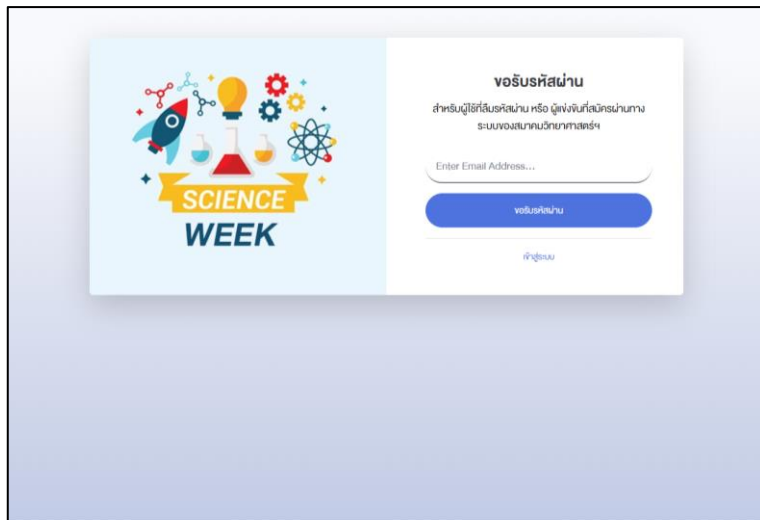 SCIENCE
WEEK
ขอรับรหัสผ่าน
สำหรับผู้ใช้ที่ลืมรหัสผ่าน หรือ ผู้แข่งขันที่สมัครผ่านทาง
ระบบของสมาคมวิทยาศาสตร์ฯ
Enter Email Address...
ขอรับรหัสผ่าน
เข้าสู่ระบบ